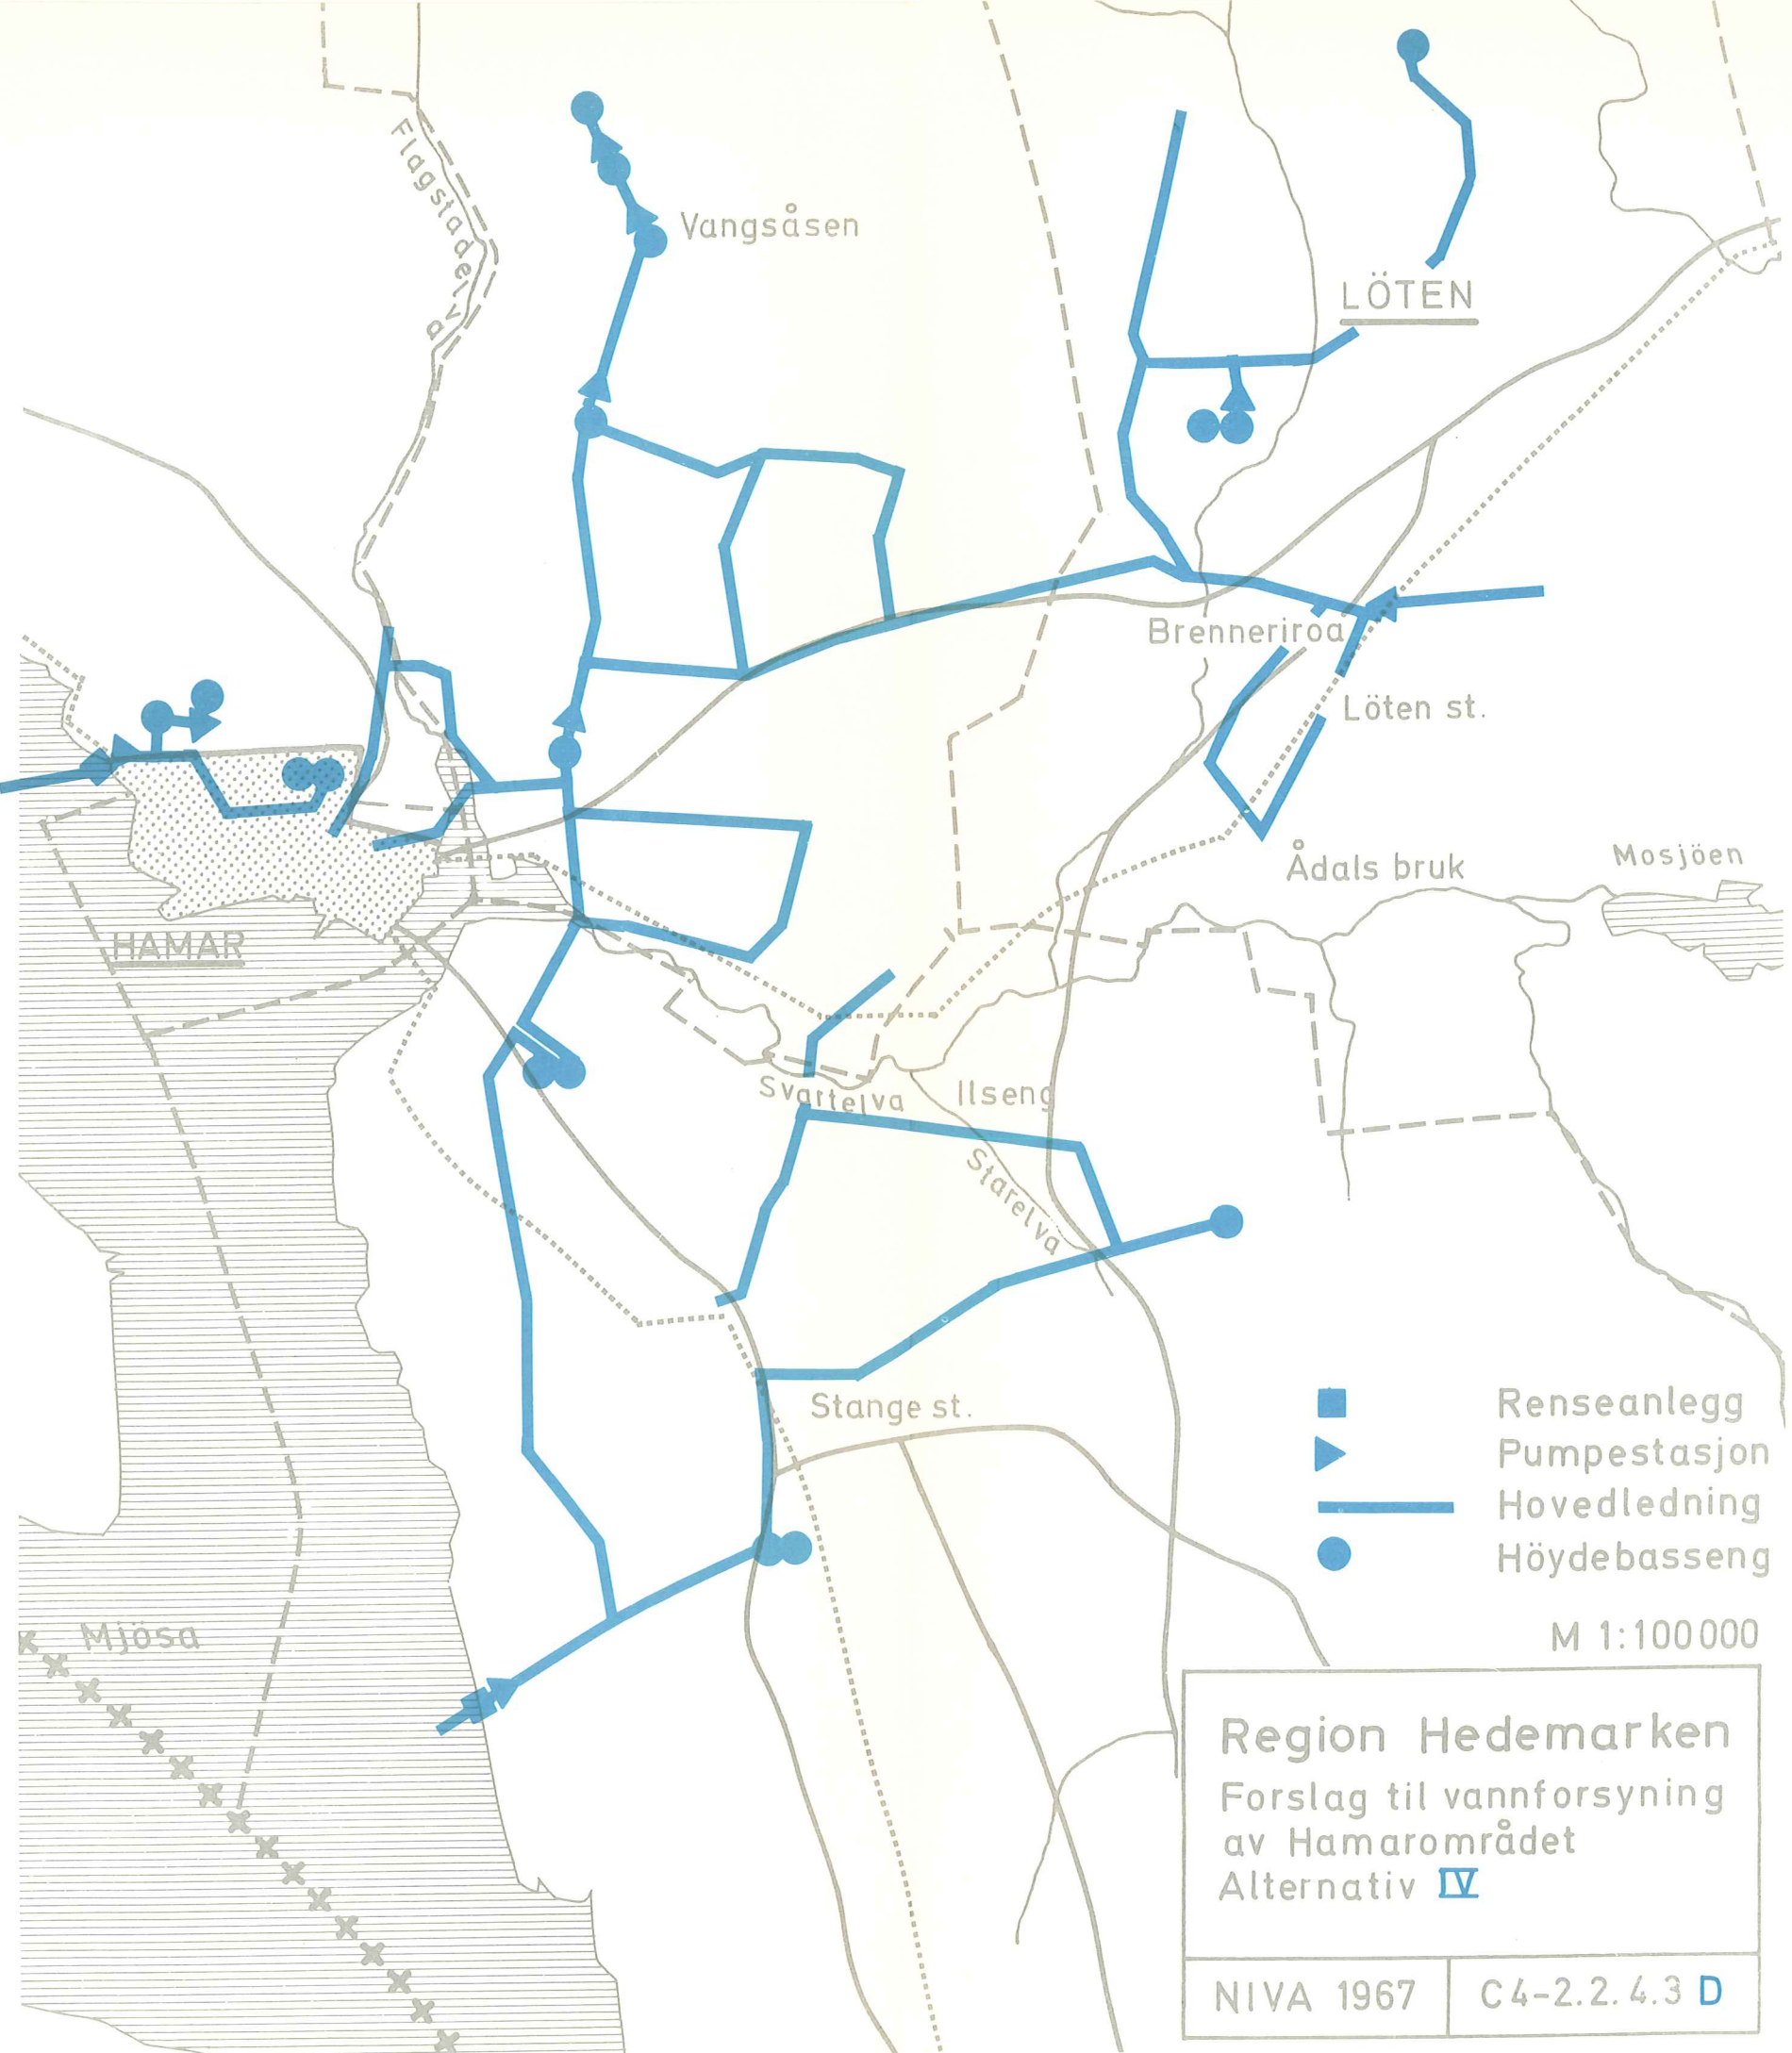 Flagstadelva
Vangsåsen
LÖTEN
Brenneriroa
Löten st.
Ådals bruk
Mosjöen
HAMAR
Svartelva
Ilseng
Starelva
Stange st.
Mjösa
Renseanlegg
Pumpestasjon
Hovedledning
Höydebasseng
M 1:100000
Region Hedemarken
Forslag til vannforsyning
av Hamarområdet
Alternativ IV
NIVA 1967
C4-2.2.4.3 D